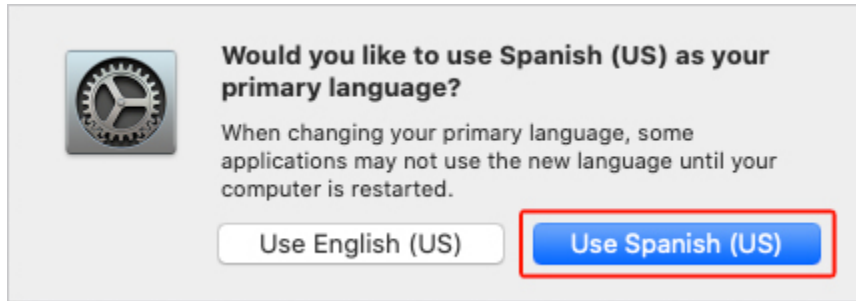 Would you like to use Spanish (US) as your
primary language?
When changing your primary language, some
applications may not use the new language until your
computer is restarted.
Use English (US)
Use Spanish (US)